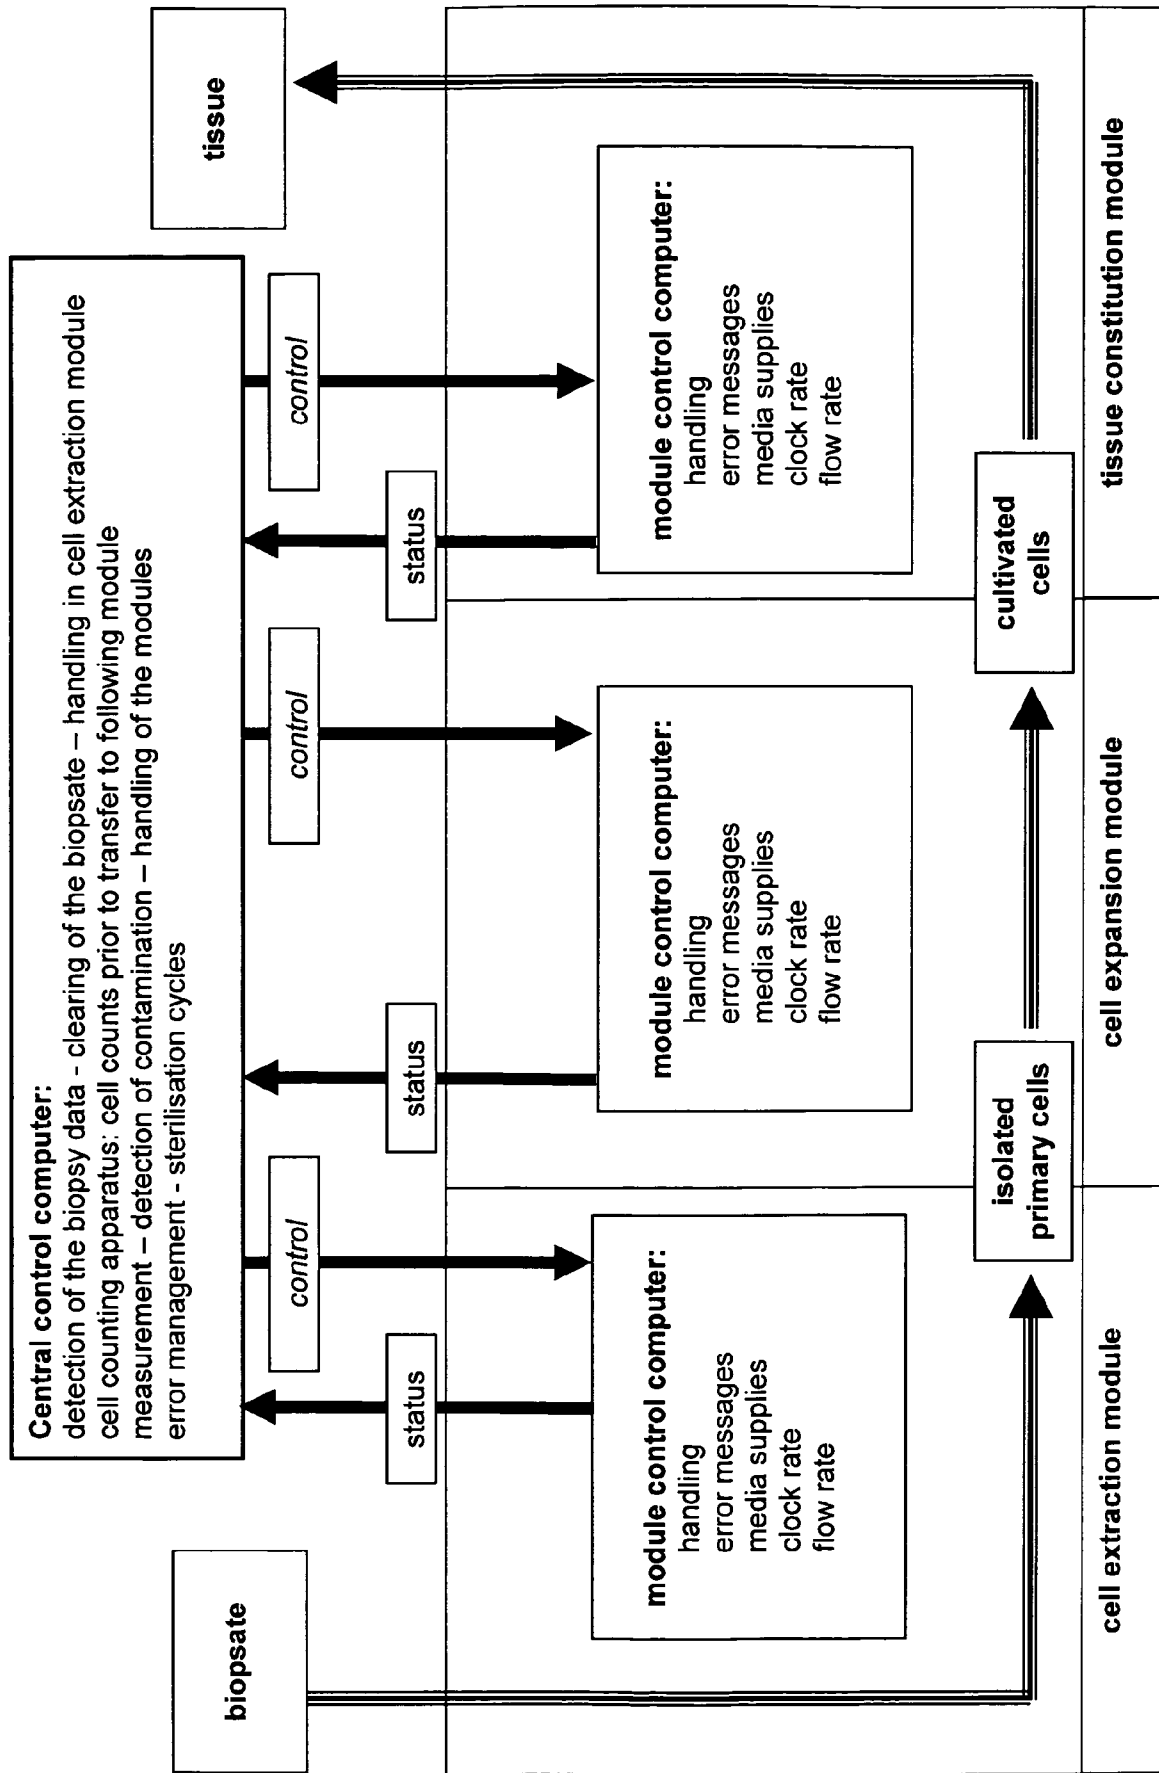 Central control computer:
detection of the biopsy data - clearing of the biopsate – handling in cell extraction module
cell counting apparatus: cell counts prior to transfer to following module
measurement – detection of contamination – handling of the modules
error management - sterilisation cycles
biopsate
tissue
status
control
status
control
status
control
module control computer:
handling
error messages
media supplies
clock rate
flow rate
module control computer:
handling
error messages
media supplies
clock rate
flow rate
module control computer:
handling
error messages
media supplies
clock rate
flow rate
isolated
primary cells
cultivated
cells
cell extraction module
cell expansion module
tissue constitution module